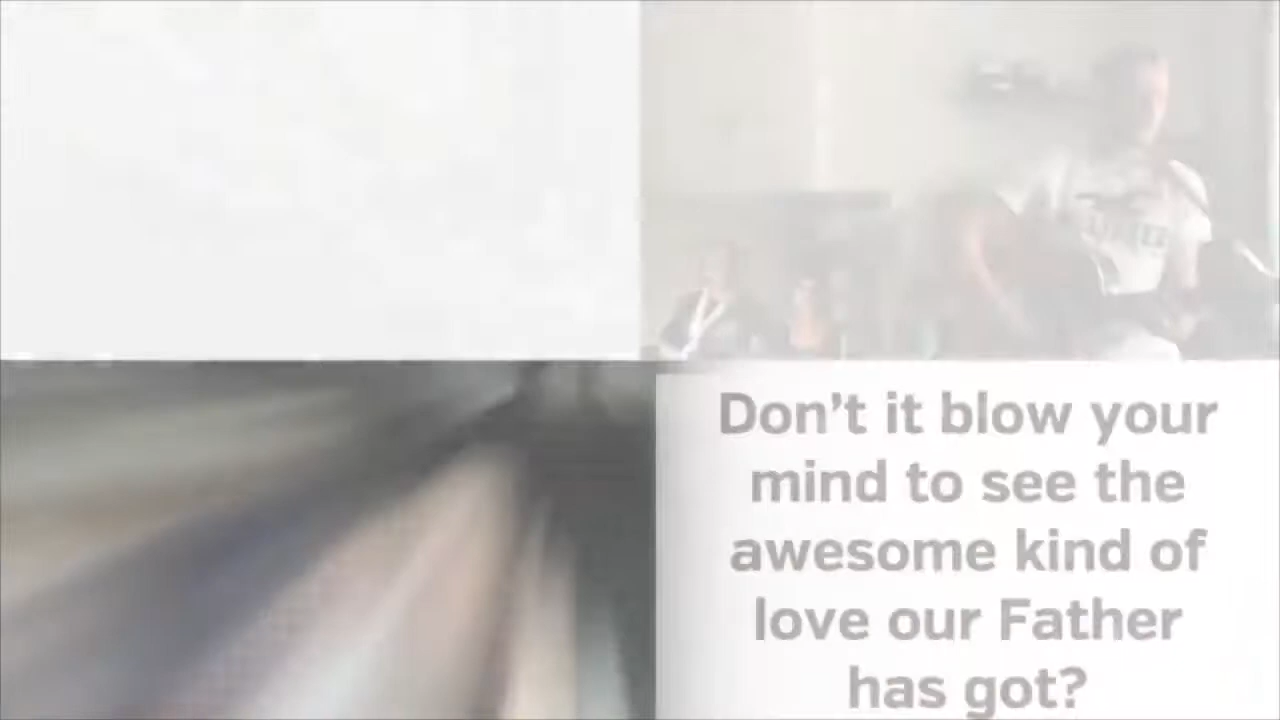 Don't it blow your
mind to see the
awesome kind of
love our Father
has got?